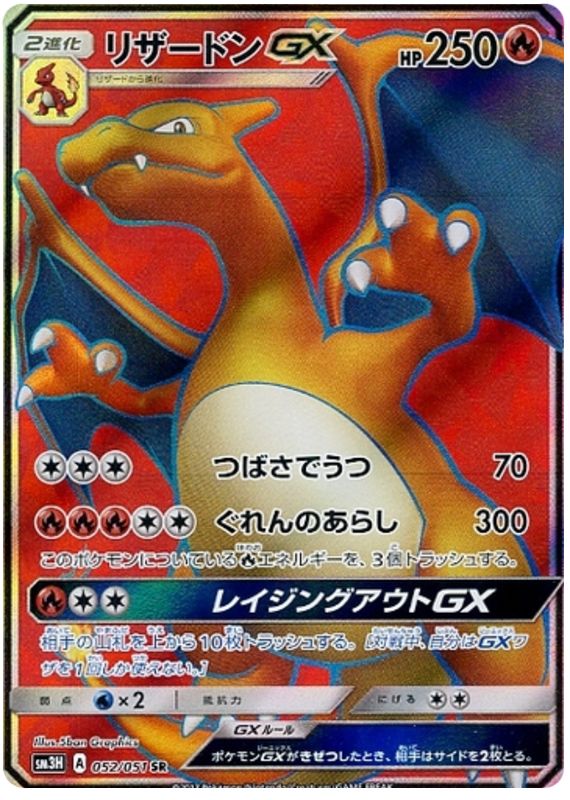 2進化 リザードンGX HP250
リザードから進化
つばさでうつ 70
ぐれんのあらし 300
このポケモンについているエネルギーを、3個トラッシュする。
レイジングアウトGX
相手の山札を上から10枚トラッシュする。[対戦中、自分はGXワ
ザを1回しか使えない。]
弱点 ×2 抵抗力 にげる
GXルール
Illus. 5ban Graphics
ポケモンGXがきぜつしたとき、相手はサイドを2枚とる。
SM3H A 052/051 SR
©2017 Pokémon/Nintendo/Creatures/GAME FREAK.